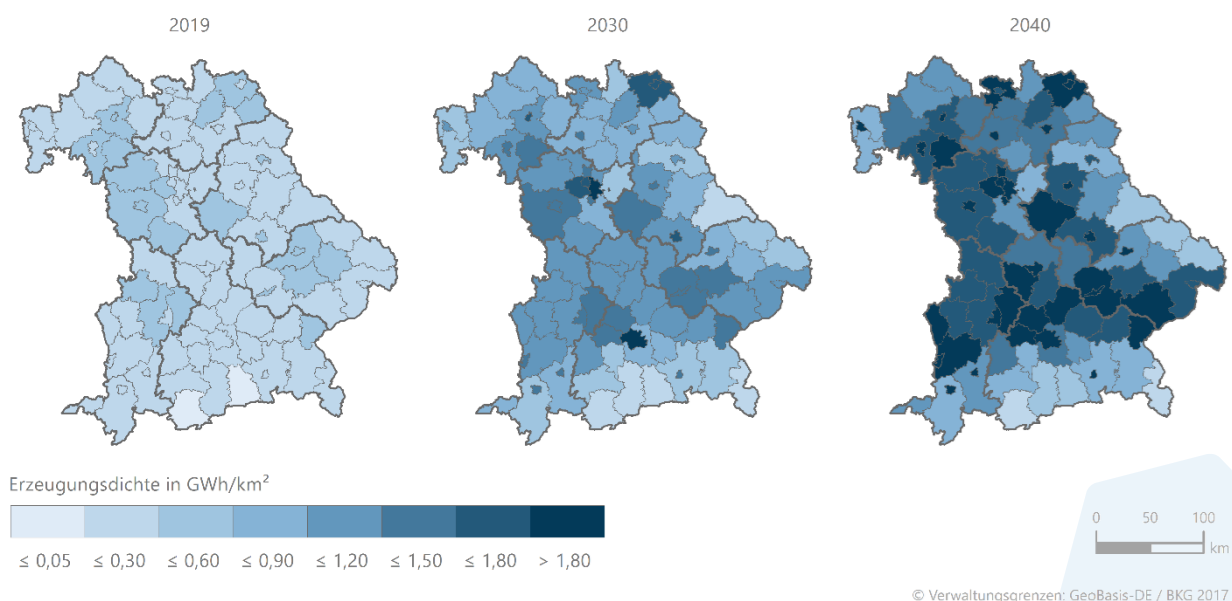 2019 2030 2040
Erzeugungsdichte in GWh/km²
≤ 0,05 ≤ 0,30 ≤ 0,60 ≤ 0,90 ≤ 1,20 ≤ 1,50 ≤ 1,80 > 1,80
0 50 100
km
© Verwaltungsgrenzen: GeoBasis-DE / BKG 2017